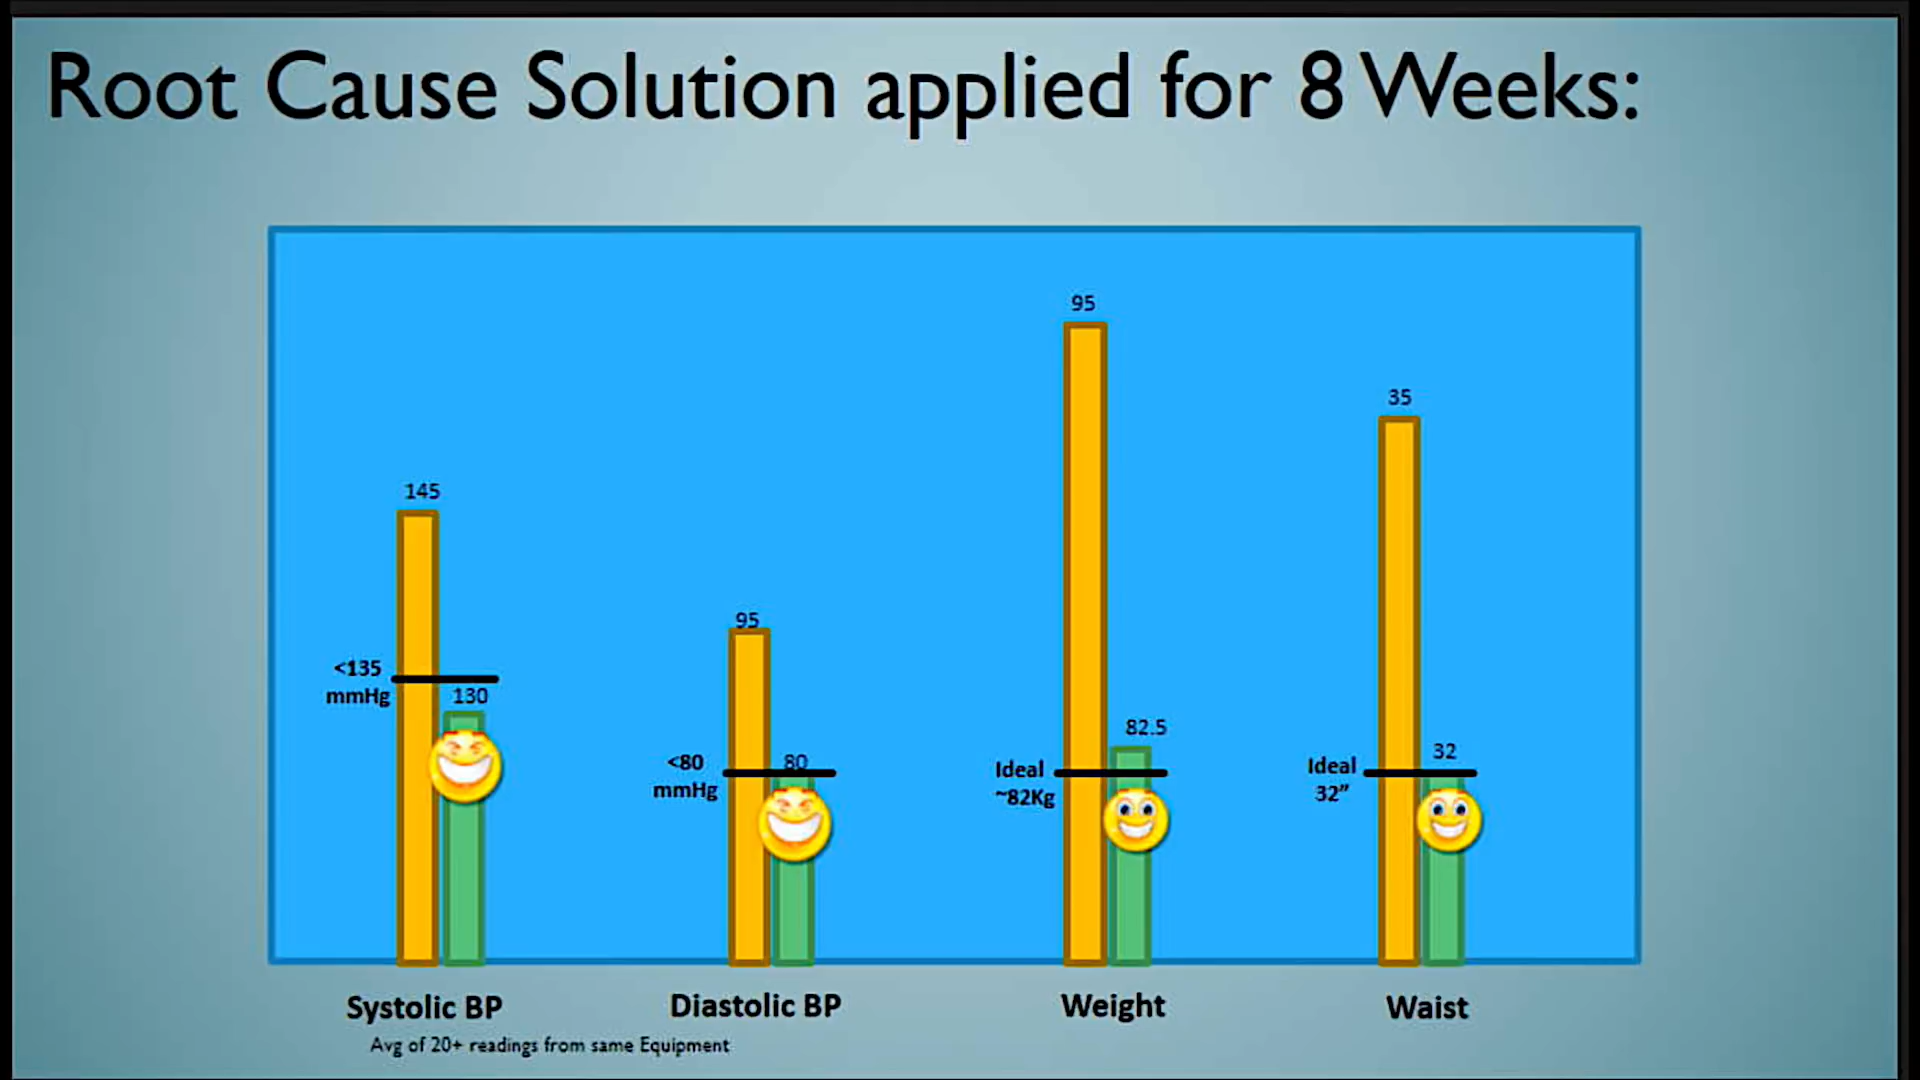 Root Cause Solution applied for 8 Weeks:
95
35
145
95
<135
mmHg
130
82.5
<80
mmHg
80
Ideal
~82Kg
Ideal
32"
32
Systolic BP
Diastolic BP
Weight
Waist
Avg of 20+ readings from same Equipment